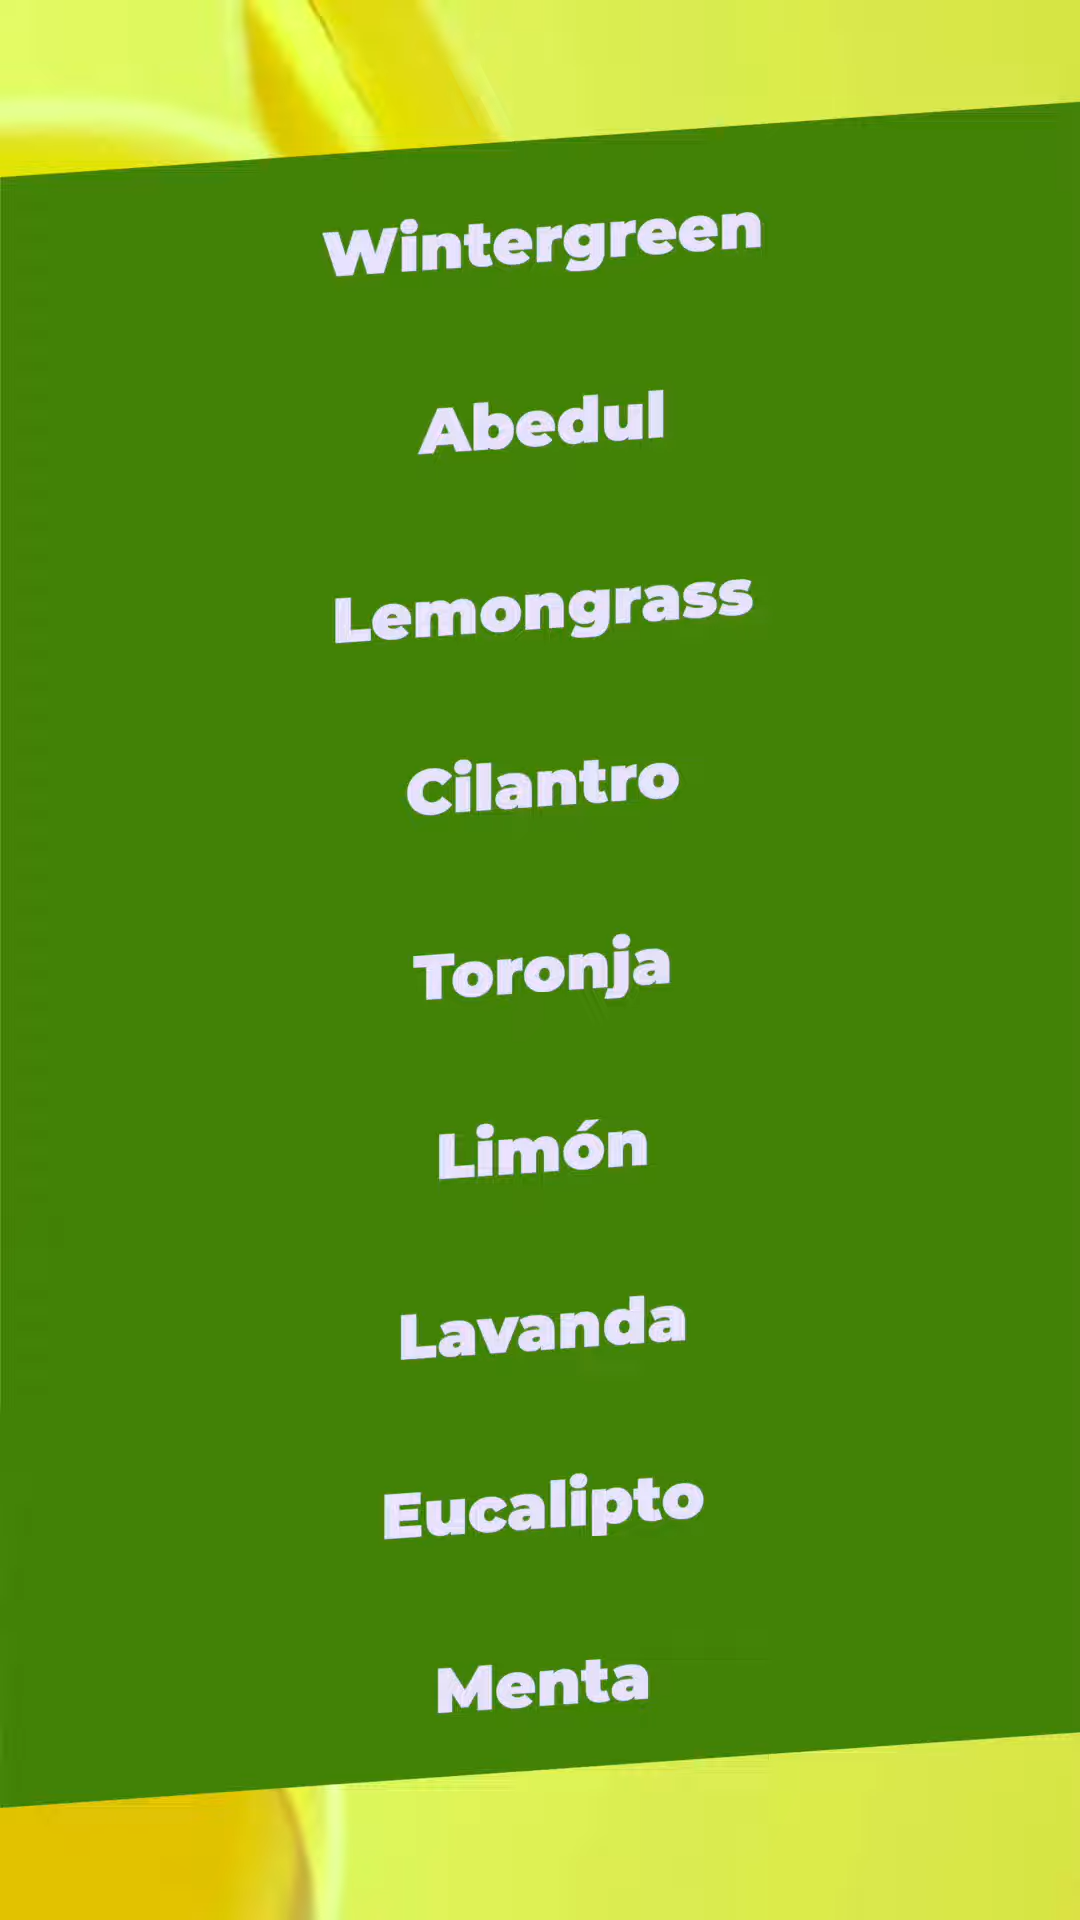 Wintergreen
Abedul
Lemongrass
Cilantro
Toronja
Limón
Lavanda
Eucalipto
Menta